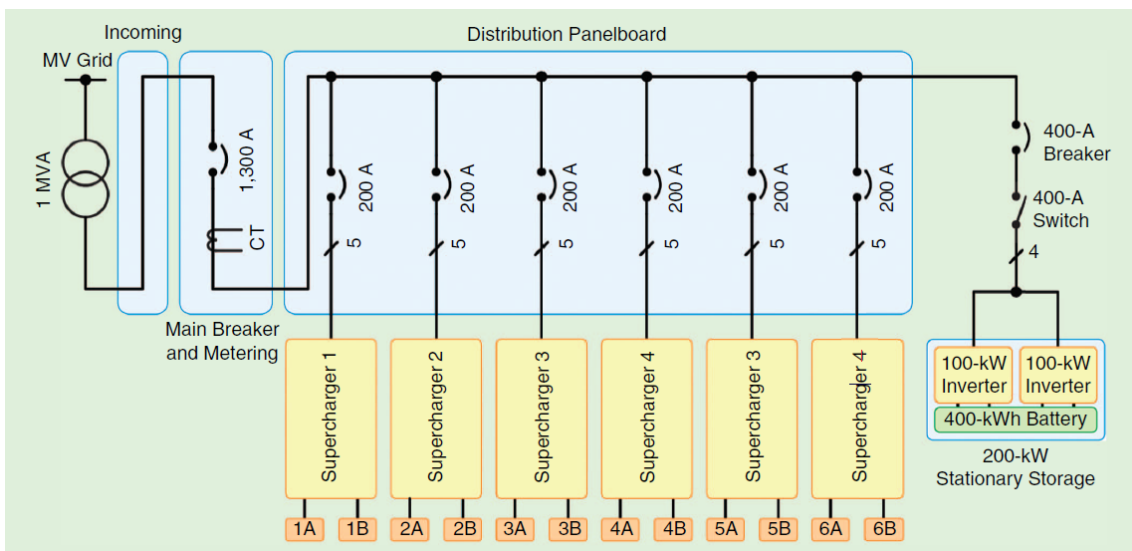 Incoming
Distribution Panelboard
MV Grid
1 MVA
1,300 A
CT
Main Breaker
and Metering
200 A
200 A
200 A
200 A
200 A
200 A
5
5
5
5
5
5
400-A
Breaker
400-A
Switch
4
Supercharger 1
Supercharger 2
Supercharger 3
Supercharger 4
Supercharger 3
Supercharger 4
1A
1B
2A
2B
3A
3B
4A
4B
5A
5B
6A
6B
100-kW
Inverter
100-kW
Inverter
400-kWh Battery
200-kW
Stationary Storage